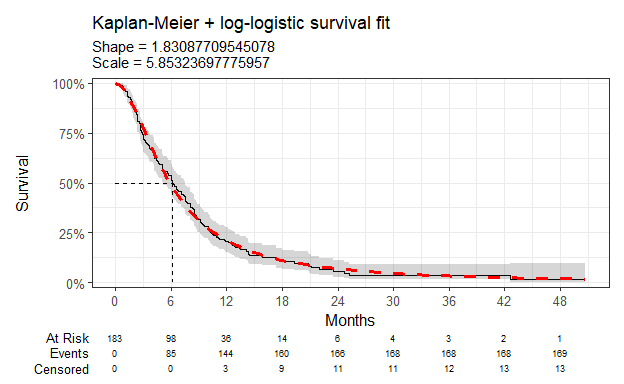 Kaplan-Meier + log-logistic survival fit
Shape = 1.83087709545078
Scale = 5.85323697775957
100%
75%
50%
25%
0%
Survival
0 6 12 18 24 30 36 42 48
Months
At Risk 183 98 36 14 6 4 3 2 1
Events 0 85 144 160 166 168 168 168 169
Censored 0 0 3 9 11 11 12 13 13